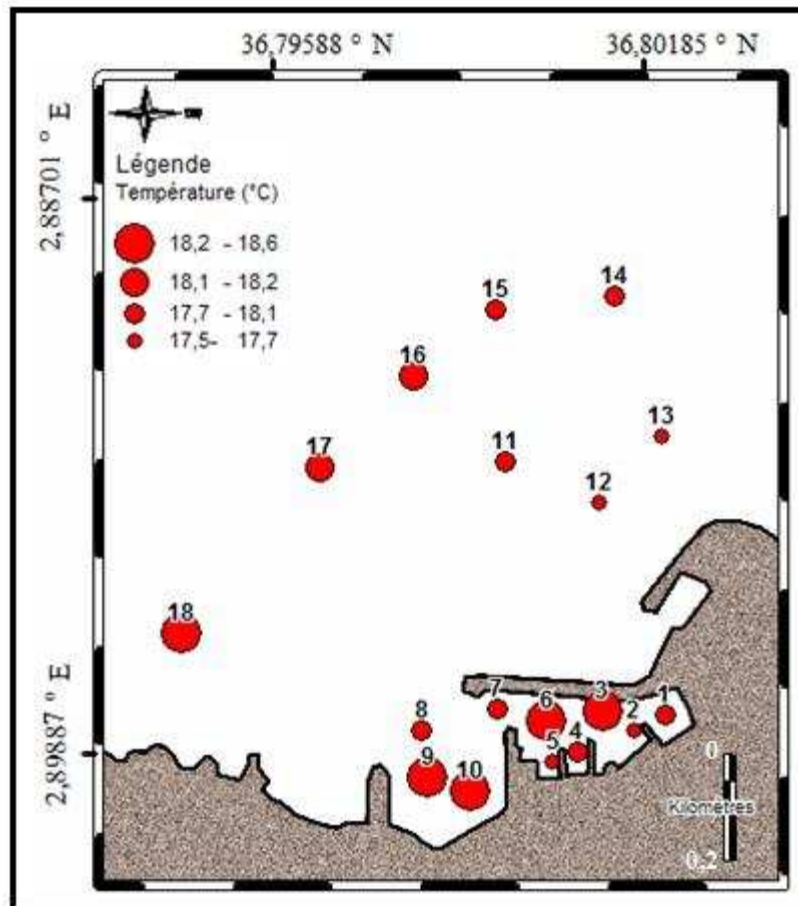 36,79588 ° N
36,80185 ° N
2,88701 ° E
Légende
Température (°C)
18,2 - 18,6
18,1 - 18,2
17,7 - 18,1
17,5- 17,7
15
14
16
13
17
11
12
18
7
3
1
6
2
8
5
4
9
10
2,89887 ° E
0
Kilomètres
0,2